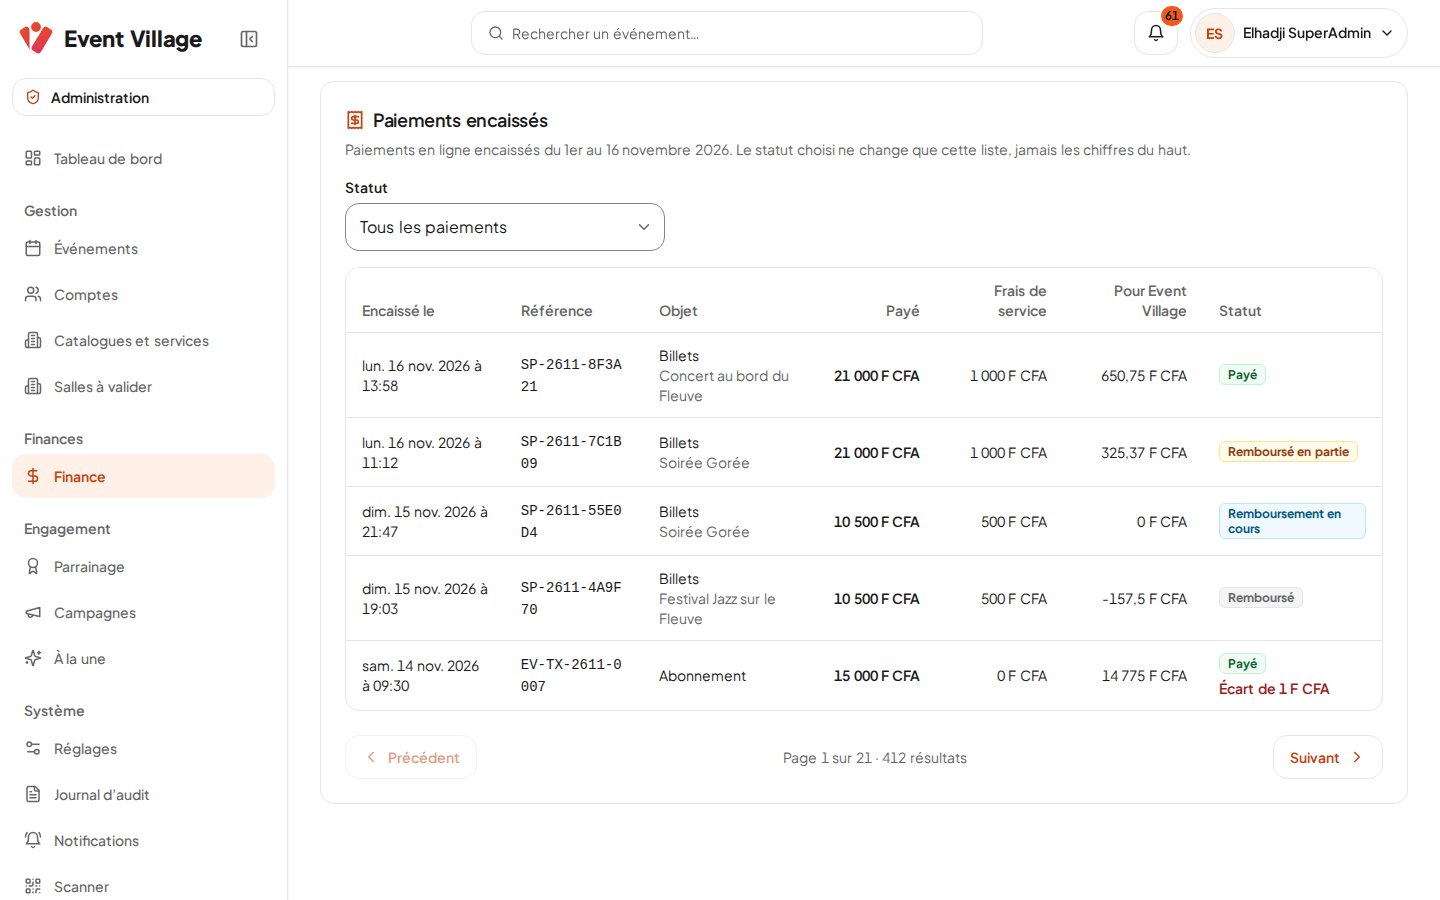 Event Village
Administration
Tableau de bord
Gestion
Événements
Comptes
Catalogues et services
Salles à valider
Finances
Finance
Engagement
Parrainage
Campagnes
À la une
Système
Réglages
Journal d'audit
Notifications
Scanner
Rechercher un événement...
61
ES
Elhadji SuperAdmin
Paiements encaissés
Paiements en ligne encaissés du 1er au 16 novembre 2026. Le statut choisi ne change que cette liste, jamais les chiffres du haut.
Statut
Tous les paiements
Encaissé le Référence Objet Payé Frais de service Pour Event Village Statut
lun. 16 nov. 2026 à 13:58 SP-2611-8F3A21 Billets Concert au bord du Fleuve 21 000 F CFA 1 000 F CFA 650,75 F CFA Payé
lun. 16 nov. 2026 à 11:12 SP-2611-7C1B09 Billets Soirée Gorée 21 000 F CFA 1 000 F CFA 325,37 F CFA Remboursé en partie
dim. 15 nov. 2026 à 21:47 SP-2611-55E0D4 Billets Soirée Gorée 10 500 F CFA 500 F CFA 0 F CFA Remboursement en cours
dim. 15 nov. 2026 à 19:03 SP-2611-4A9F70 Billets Festival Jazz sur le Fleuve 10 500 F CFA 500 F CFA -157,5 F CFA Remboursé
sam. 14 nov. 2026 à 09:30 EV-TX-2611-0007 Abonnement 15 000 F CFA 0 F CFA 14 775 F CFA Payé Écart de 1 F CFA
Précédent
Page 1 sur 21 · 412 résultats
Suivant